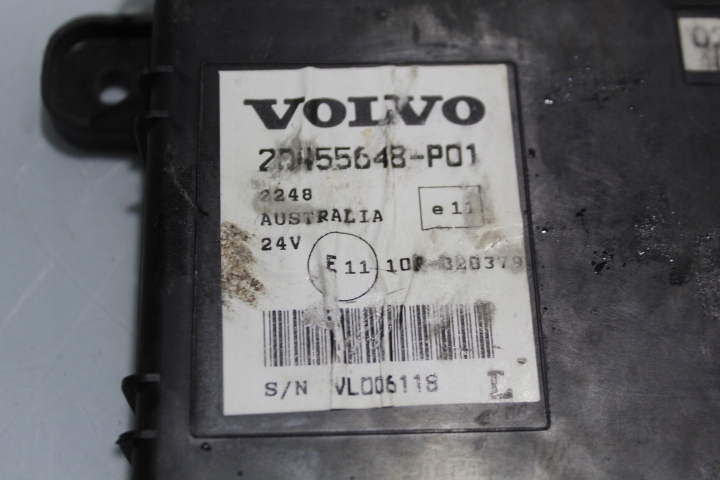 VOLVO
20455648-P01
2248
AUSTRALIA
24V
e 11
E 11 10R-020379
S/N VL006118
L